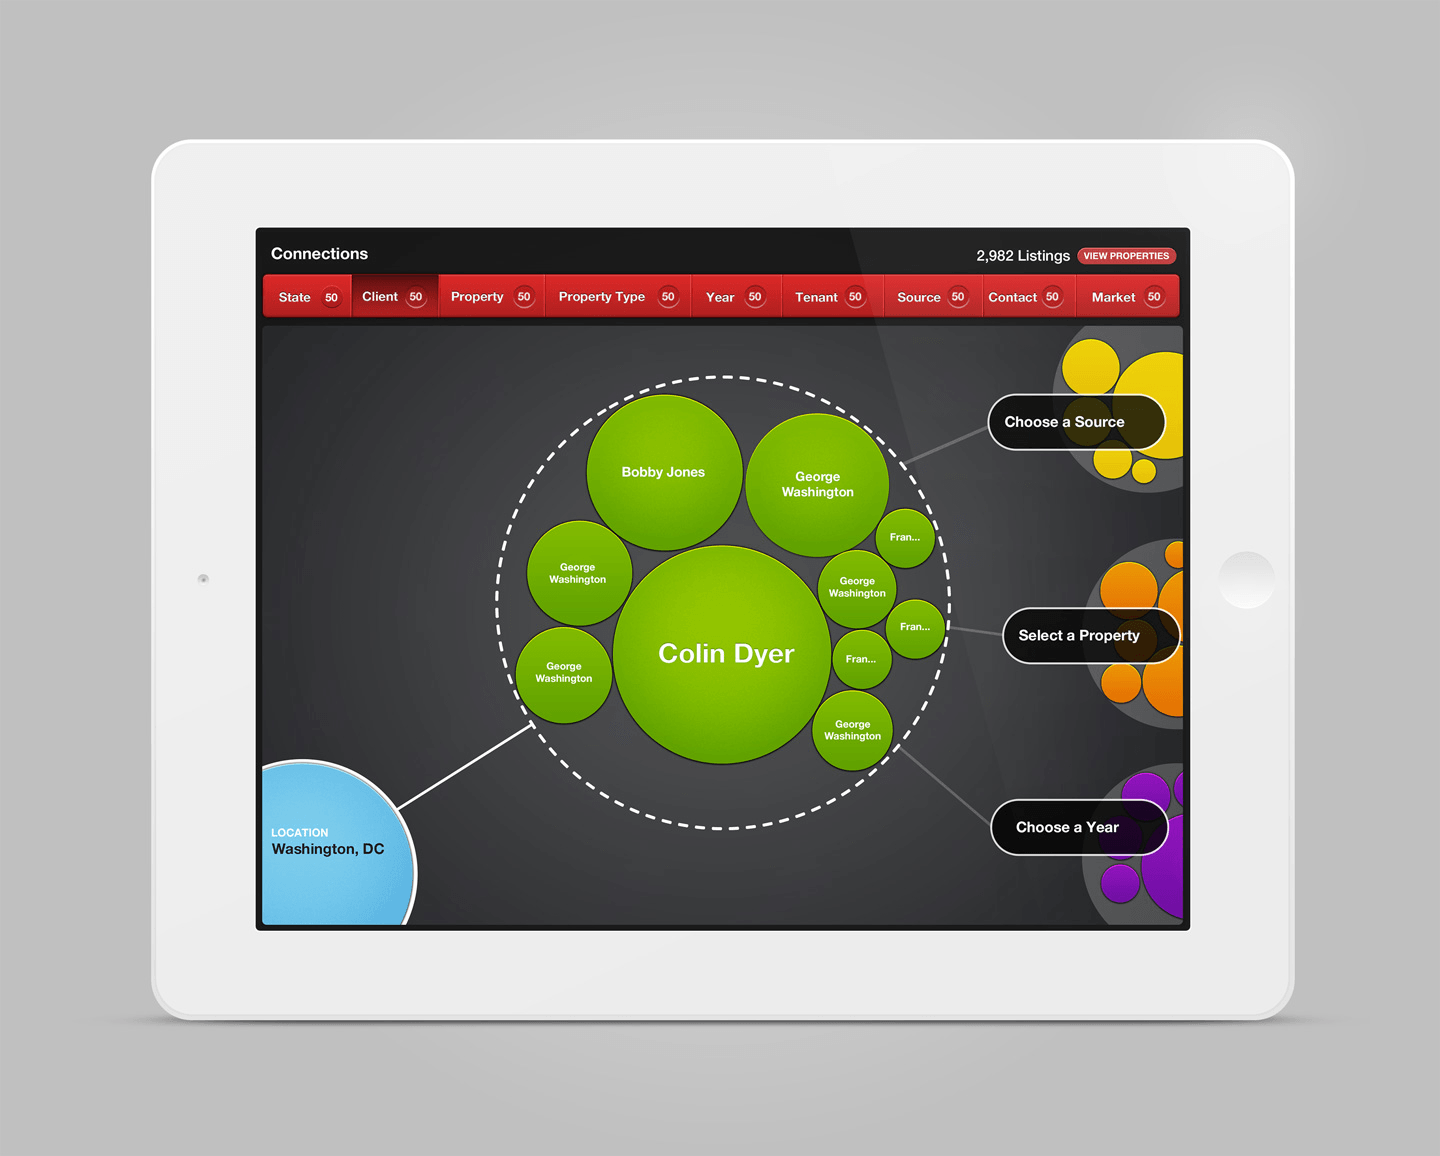 Connections
2,982 Listings VIEW PROPERTIES
State 50 Client 50 Property 50 Property Type 50 Year 50 Tenant 50 Source 50 Contact 50 Market 50
Choose a Source
Bobby Jones
George
Washington
Fran...
George
Washington
George
Washington
Fran...
Select a Property
Colin Dyer
Fran...
George
Washington
George
Washington
Choose a Year
LOCATION
Washington, DC